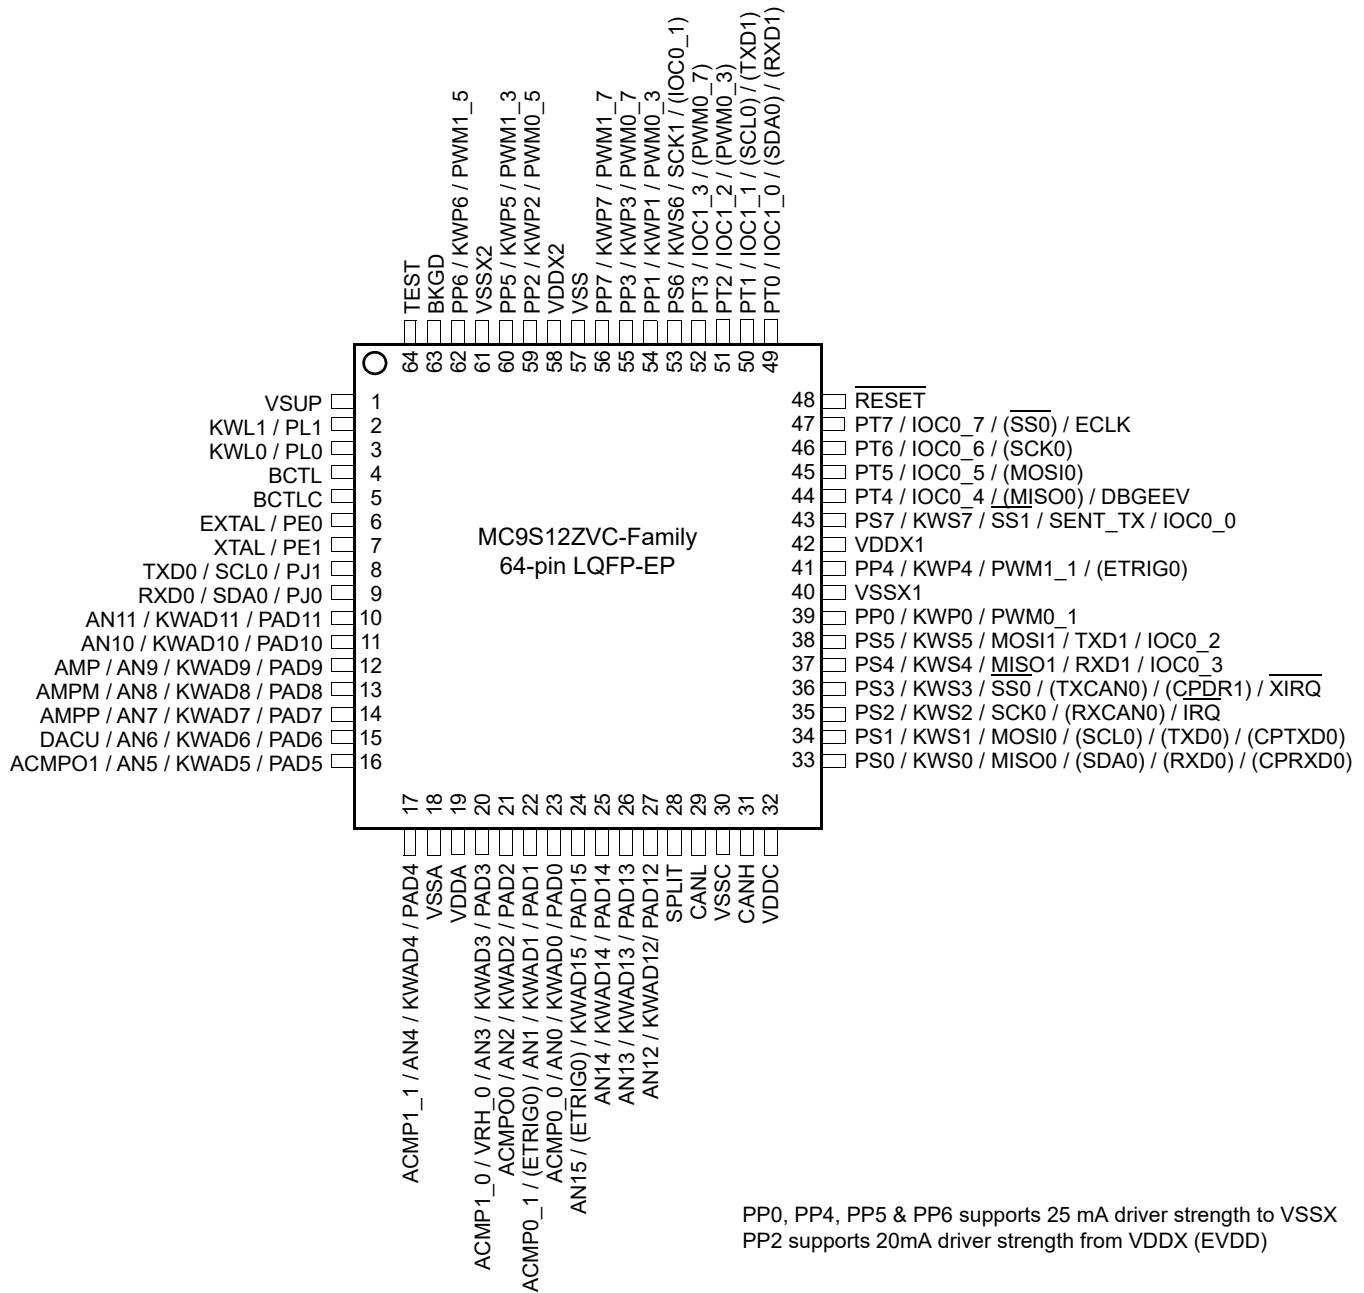 TEST
BKGD
PP6 / KWP6 / PWM1_5
VSSX2
PP5 / KWP5 / PWM1_3
PP2 / KWP2 / PWM0_5
VDDX2
VSS
PP7 / KWP7 / PWM1_7
PP3 / KWP3 / PWM0_7
PP1 / KWP1 / PWM0_3
PS6 / KWS6 / SCK1 / (IOC0_1)
PT3 / IOC1_3 / (PWM0_7)
PT2 / IOC1_2 / (PWM0_3)
PT1 / IOC1_1 / (SCL0) / (TXD1)
PT0 / IOC1_0 / (SDA0) / (RXD1)
64 63 62 61 60 59 58 57 56 55 54 53 52 51 50 49
VSUP 1
KWL1 / PL1 2
KWL0 / PL0 3
BCTL 4
BCTLC 5
EXTAL / PE0 6
XTAL / PE1 7
TXD0 / SCL0 / PJ1 8
RXD0 / SDA0 / PJ0 9
AN11 / KWAD11 / PAD11 10
AN10 / KWAD10 / PAD10 11
AMP / AN9 / KWAD9 / PAD9 12
AMPM / AN8 / KWAD8 / PAD8 13
AMPP / AN7 / KWAD7 / PAD7 14
DACU / AN6 / KWAD6 / PAD6 15
ACMPO1 / AN5 / KWAD5 / PAD5 16
MC9S12ZVC-Family
64-pin LQFP-EP
48 RESET
47 PT7 / IOC0_7 / (SS0) / ECLK
46 PT6 / IOC0_6 / (SCK0)
45 PT5 / IOC0_5 / (MOSI0)
44 PT4 / IOC0_4 / (MISO0) / DBGEEV
43 PS7 / KWS7 / SS1 / SENT_TX / IOC0_0
42 VDDX1
41 PP4 / KWP4 / PWM1_1 / (ETRIG0)
40 VSSX1
39 PP0 / KWP0 / PWM0_1
38 PS5 / KWS5 / MOSI1 / TXD1 / IOC0_2
37 PS4 / KWS4 / MISO1 / RXD1 / IOC0_3
36 PS3 / KWS3 / SS0 / (TXCAN0) / (CPDR1) / XIRQ
35 PS2 / KWS2 / SCK0 / (RXCAN0) / IRQ
34 PS1 / KWS1 / MOSI0 / (SCL0) / (TXD0) / (CPTXD0)
33 PS0 / KWS0 / MISO0 / (SDA0) / (RXD0) / (CPRXD0)
17 18 19 20 21 22 23 24 25 26 27 28 29 30 31 32
ACMP1_1 / AN4 / KWAD4 / PAD4
VSSA
VDDA
ACMP1_0 / VRH_0 / AN3 / KWAD3 / PAD3
ACMPO0 / AN2 / KWAD2 / PAD2
ACMP0_1 / (ETRIG0) / AN1 / KWAD1 / PAD1
ACMP0_0 / AN0 / KWAD0 / PAD0
AN15 / (ETRIG0) / KWAD15 / PAD15
AN14 / KWAD14 / PAD14
AN13 / KWAD13 / PAD13
AN12 / KWAD12/ PAD12
SPLIT
CANL
VSSC
CANH
VDDC
PP0, PP4, PP5 & PP6 supports 25 mA driver strength to VSSX
PP2 supports 20mA driver strength from VDDX (EVDD)